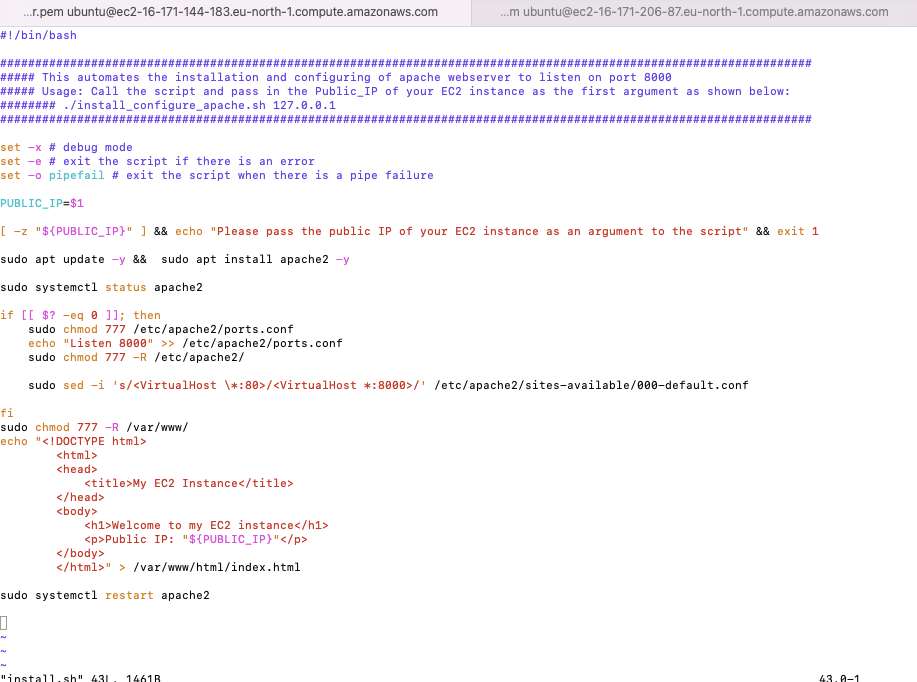 ...r.pem ubuntu@ec2-16-171-144-183.eu-north-1.compute.amazonaws.com
...m ubuntu@ec2-16-171-206-87.eu-north-1.compute.amazonaws.com
#!/bin/bash
####################################################################################################################
##### This automates the installation and configuring of apache webserver to listen on port 8000
##### Usage: Call the script and pass in the Public_IP of your EC2 instance as the first argument as shown below:
######## ./install_configure_apache.sh 127.0.0.1
####################################################################################################################
set -x # debug mode
set -e # exit the script if there is an error
set -o pipefail # exit the script when there is a pipe failure
PUBLIC_IP=$1
[ -z "${PUBLIC_IP}" ] && echo "Please pass the public IP of your EC2 instance as an argument to the script" && exit 1
sudo apt update -y &&  sudo apt install apache2 -y
sudo systemctl status apache2
if [[ $? -eq 0 ]]; then
    sudo chmod 777 /etc/apache2/ports.conf
    echo "Listen 8000" >> /etc/apache2/ports.conf
    sudo chmod 777 -R /etc/apache2/
    sudo sed -i 's/<VirtualHost \*:80>/<VirtualHost *:8000>/' /etc/apache2/sites-available/000-default.conf
fi
sudo chmod 777 -R /var/www/
echo "<!DOCTYPE html>
        <html>
        <head>
            <title>My EC2 Instance</title>
        </head>
        <body>
            <h1>Welcome to my EC2 instance</h1>
            <p>Public IP: "${PUBLIC_IP}"</p>
        </body>
        </html>" > /var/www/html/index.html
sudo systemctl restart apache2
~
~
~
"install.sh" 43L, 1461B 43,0-1